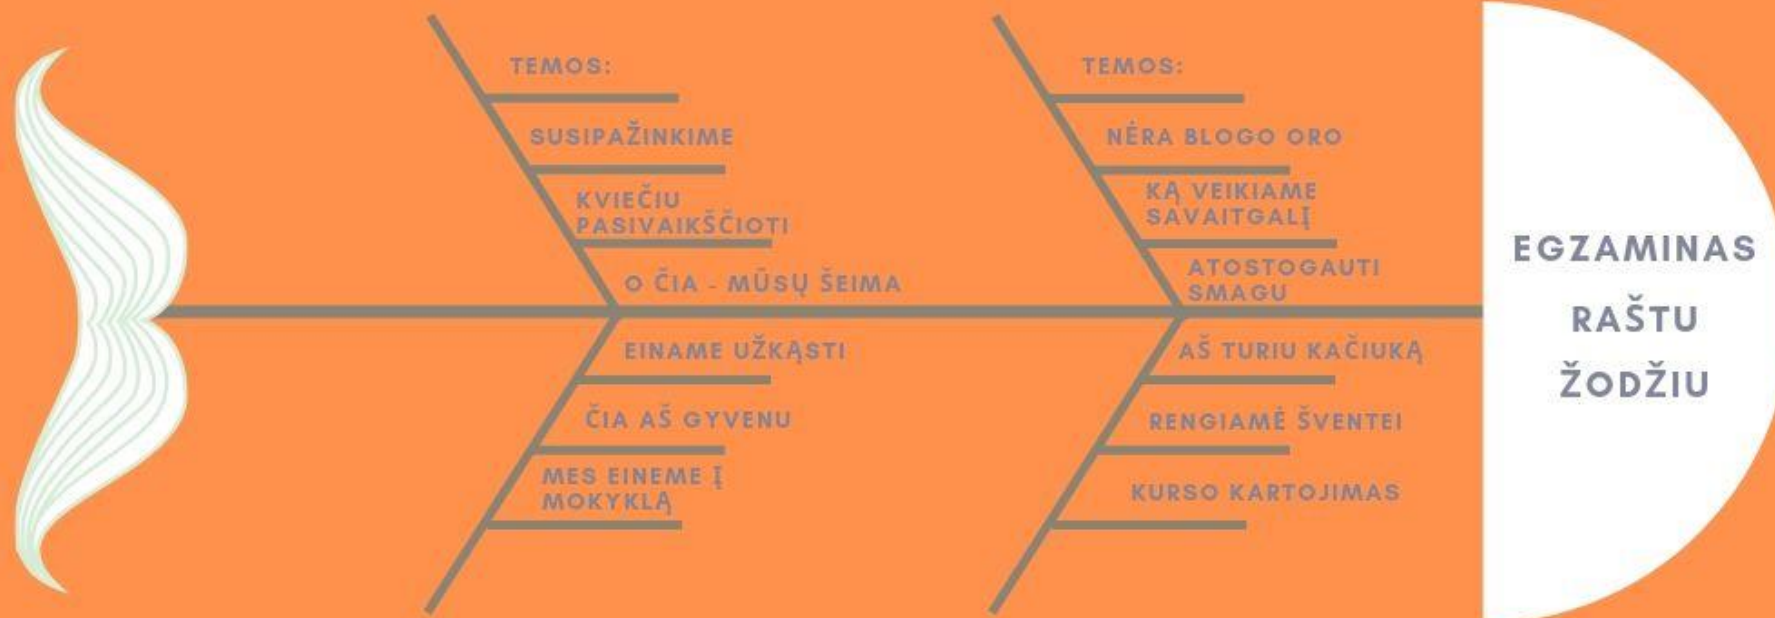 TEMOS:
SUSIPAŽINKIME
KVIEČIU
PASIVAIKŠČIOTI
O ČIA - MŪSŲ ŠEIMA
EINAME UŽKĄSTI
ČIA AŠ GYVENU
MES EINEME Į
MOKYKLĄ
TEMOS:
NĖRA BLOGO ORO
KĄ VEIKIAME
SAVAITGALĮ
ATOSTOGAUTI
SMAGU
AŠ TURIU KAČIUKĄ
RENGIAMĖ ŠVENTEI
KURSO KARTOJIMAS
EGZAMINAS
RAŠTU
ŽODŽIU